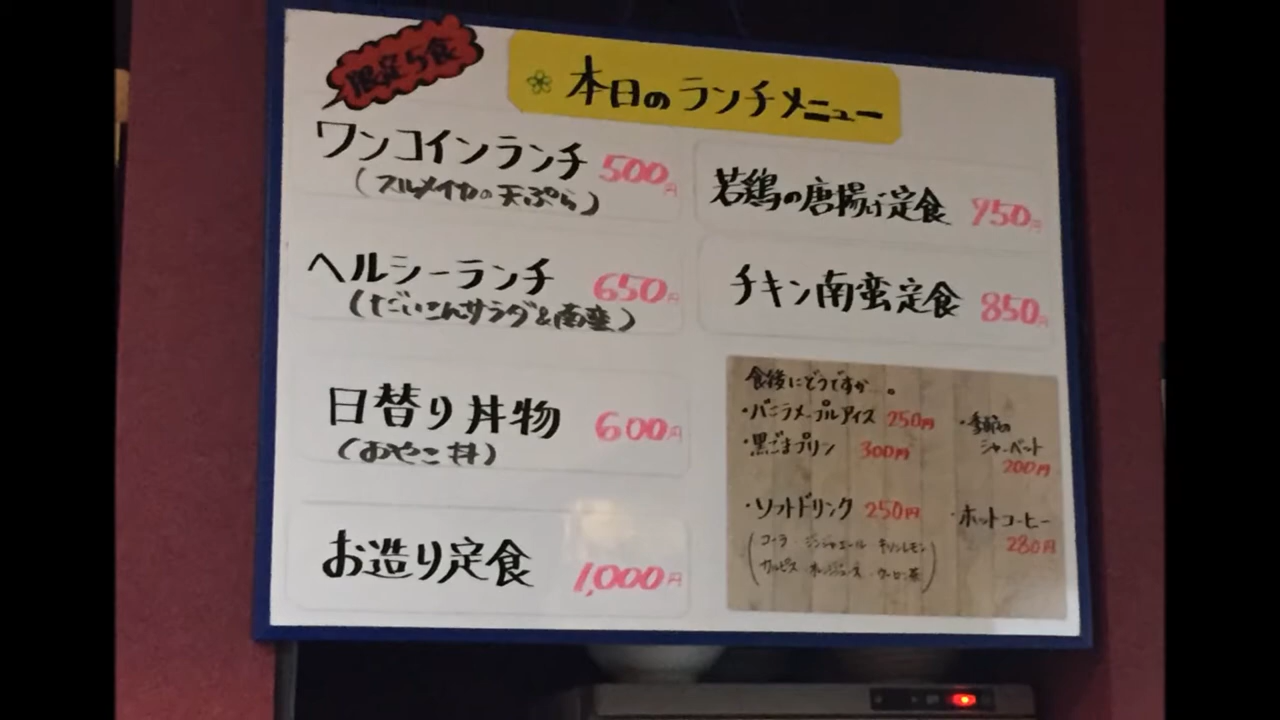 限定5食
本日のランチメニュー
ワンコインランチ 500円
(スルメイカの天ぷら)
ヘルシーランチ 650円
(だいこんサラダ&南蛮)
日替り丼物 600円
(おやこ丼)
お造り定食 1,000円
若鶏の唐揚げ定食 950円
チキン南蛮定食 850円
食後にどうですか…。
・バニラメープルアイス 250円
・黒ごまプリン 300円
・季節のシャーベット
200円
・ソフトドリンク 250円
(コーラ ジンジャエール キリンレモン
カルピス オレンジジュース ウーロン茶)
・ホットコーヒー
280円